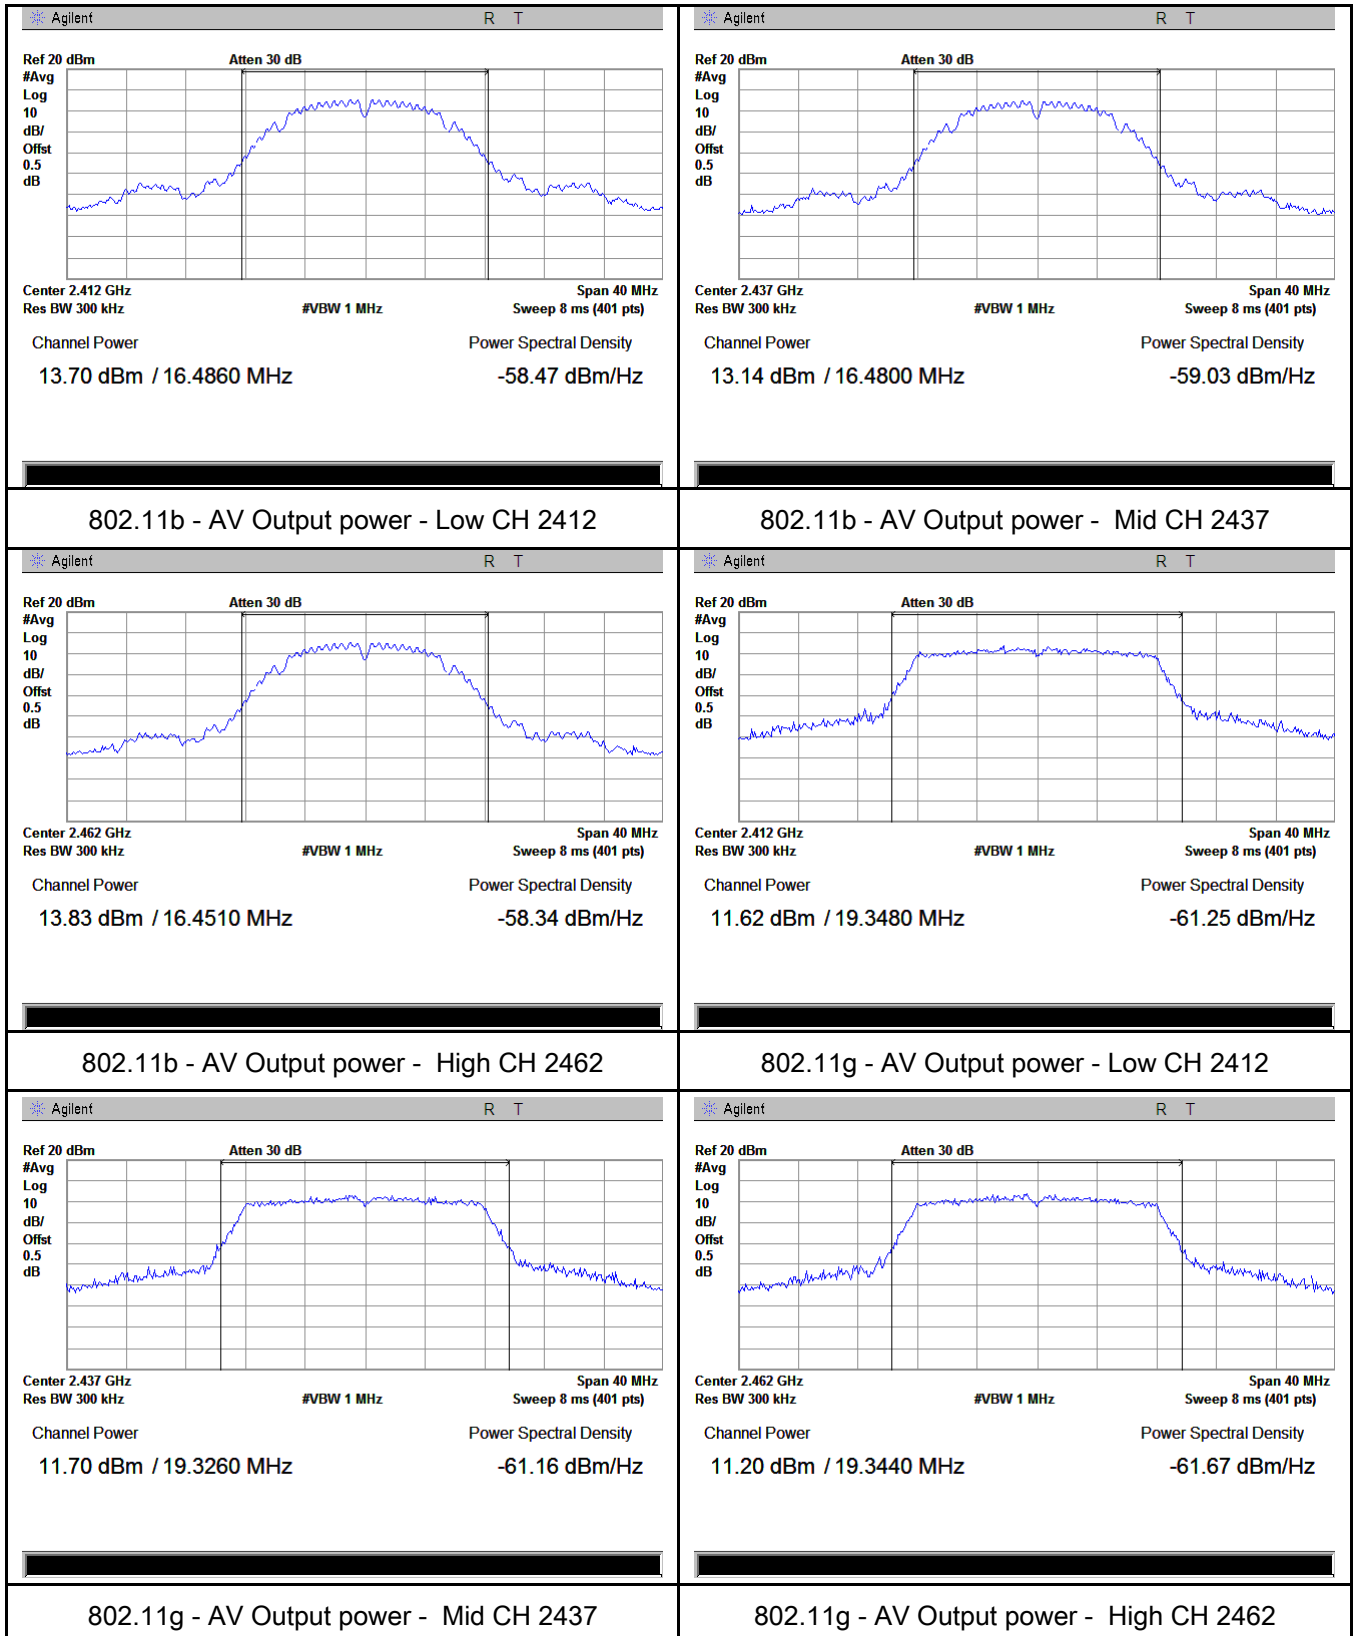 Agilent R T
Ref 20 dBm Atten 30 dB
#Avg
Log
10
dB/
Offst
0.5
dB
Center 2.412 GHz Span 40 MHz
Res BW 300 kHz #VBW 1 MHz Sweep 8 ms (401 pts)
Channel Power Power Spectral Density
13.70 dBm / 16.4860 MHz -58.47 dBm/Hz
802.11b - AV Output power - Low CH 2412
Agilent R T
Ref 20 dBm Atten 30 dB
#Avg
Log
10
dB/
Offst
0.5
dB
Center 2.437 GHz Span 40 MHz
Res BW 300 kHz #VBW 1 MHz Sweep 8 ms (401 pts)
Channel Power Power Spectral Density
13.14 dBm / 16.4800 MHz -59.03 dBm/Hz
802.11b - AV Output power - Mid CH 2437
Agilent R T
Ref 20 dBm Atten 30 dB
#Avg
Log
10
dB/
Offst
0.5
dB
Center 2.462 GHz Span 40 MHz
Res BW 300 kHz #VBW 1 MHz Sweep 8 ms (401 pts)
Channel Power Power Spectral Density
13.83 dBm / 16.4510 MHz -58.34 dBm/Hz
802.11b - AV Output power - High CH 2462
Agilent R T
Ref 20 dBm Atten 30 dB
#Avg
Log
10
dB/
Offst
0.5
dB
Center 2.412 GHz Span 40 MHz
Res BW 300 kHz #VBW 1 MHz Sweep 8 ms (401 pts)
Channel Power Power Spectral Density
11.62 dBm / 19.3480 MHz -61.25 dBm/Hz
802.11g - AV Output power - Low CH 2412
Agilent R T
Ref 20 dBm Atten 30 dB
#Avg
Log
10
dB/
Offst
0.5
dB
Center 2.437 GHz Span 40 MHz
Res BW 300 kHz #VBW 1 MHz Sweep 8 ms (401 pts)
Channel Power Power Spectral Density
11.70 dBm / 19.3260 MHz -61.16 dBm/Hz
802.11g - AV Output power - Mid CH 2437
Agilent R T
Ref 20 dBm Atten 30 dB
#Avg
Log
10
dB/
Offst
0.5
dB
Center 2.462 GHz Span 40 MHz
Res BW 300 kHz #VBW 1 MHz Sweep 8 ms (401 pts)
Channel Power Power Spectral Density
11.20 dBm / 19.3440 MHz -61.67 dBm/Hz
802.11g - AV Output power - High CH 2462